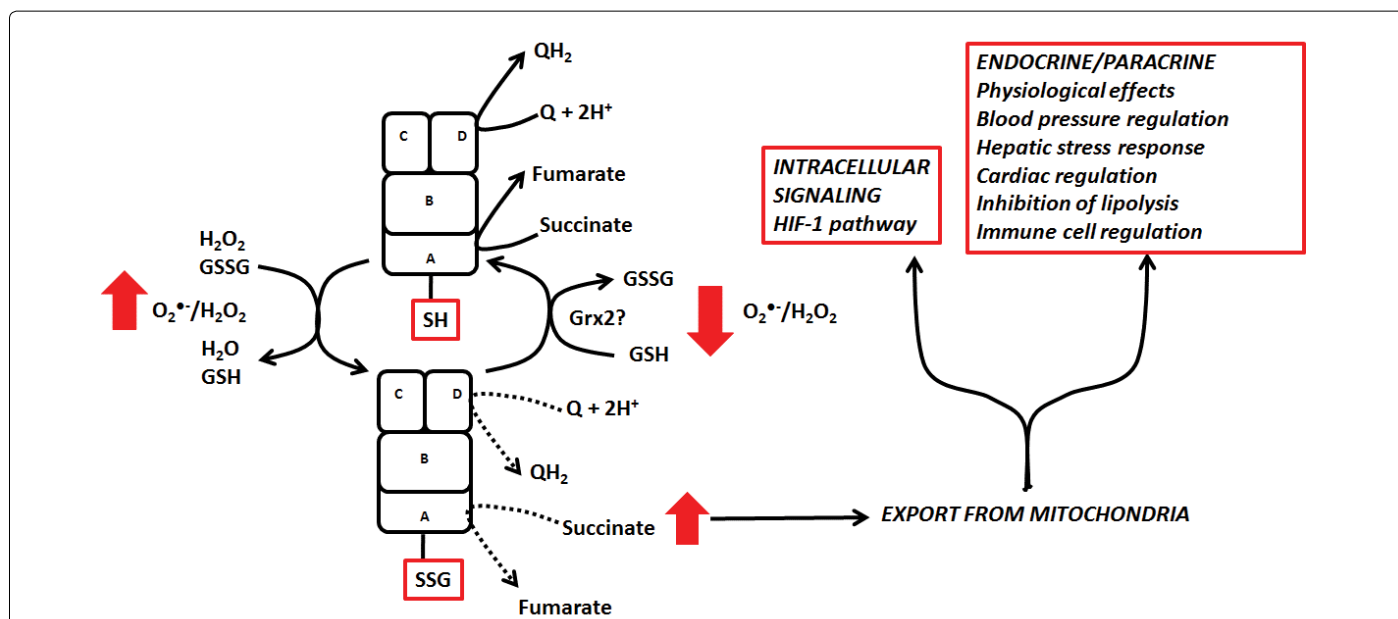 QH₂
Q + 2H⁺
C D
B
A
Fumarate
Succinate
SH
H₂O₂
GSSG
O₂•-/H₂O₂
H₂O
GSH
GSSG
Grx2?
GSH
O₂•-/H₂O₂
C D
B
A
Q + 2H⁺
QH₂
Succinate
SSG
Fumarate
EXPORT FROM MITOCHONDRIA
INTRACELLULAR
SIGNALING
HIF-1 pathway
ENDOCRINE/PARACRINE
Physiological effects
Blood pressure regulation
Hepatic stress response
Cardiac regulation
Inhibition of lipolysis
Immune cell regulation